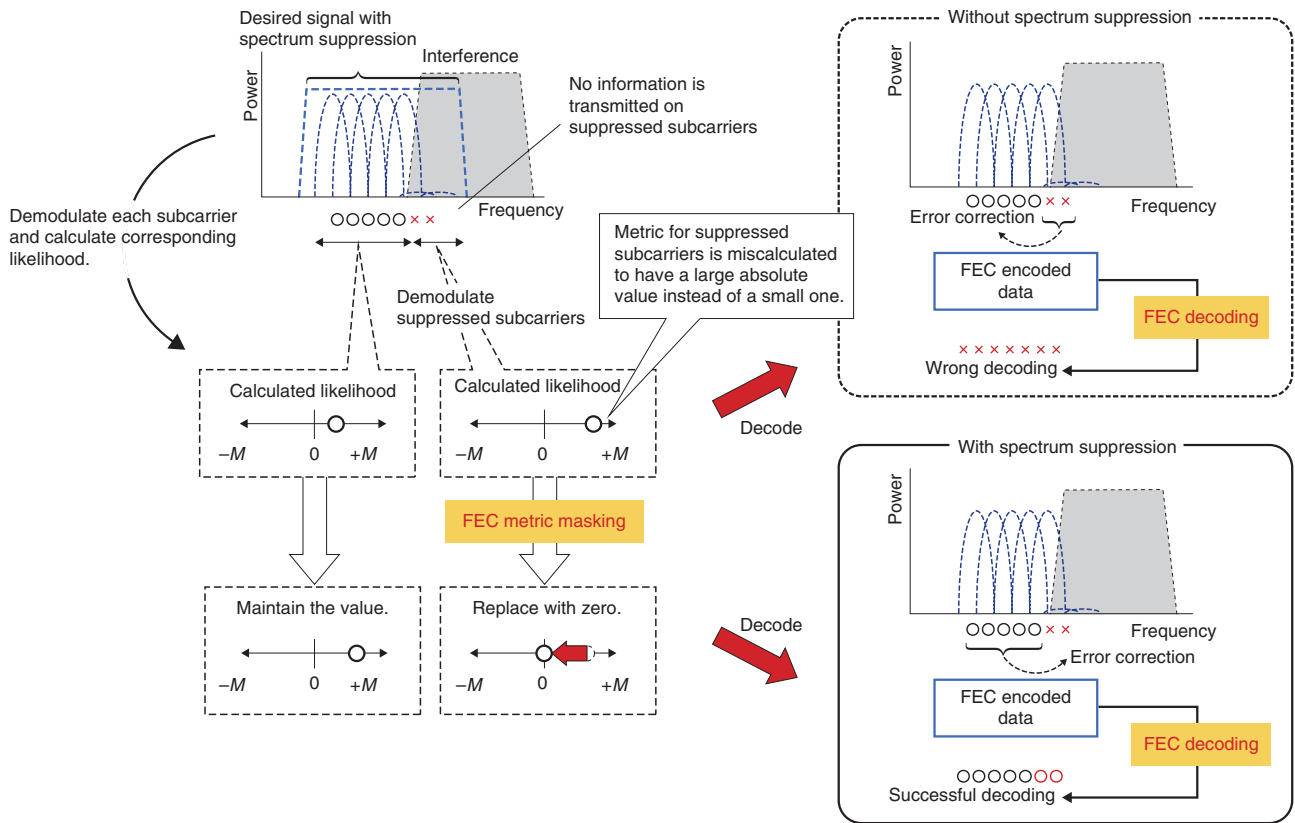 Desired signal with
spectrum suppression
Interference
Power
No information is
transmitted on
suppressed subcarriers
Frequency
Demodulate each subcarrier
and calculate corresponding
likelihood.
Metric for suppressed
subcarriers is miscalculated
to have a large absolute
value instead of a small one.
Demodulate
suppressed subcarriers
Calculated likelihood
−M 0 +M
Calculated likelihood
−M 0 +M
FEC metric masking
Maintain the value.
−M 0 +M
Replace with zero.
−M 0 +M
Decode
Decode
Without spectrum suppression
Power
Frequency
Error correction
FEC encoded
data
FEC decoding
Wrong decoding
With spectrum suppression
Power
Frequency
Error correction
FEC encoded
data
FEC decoding
Successful decoding